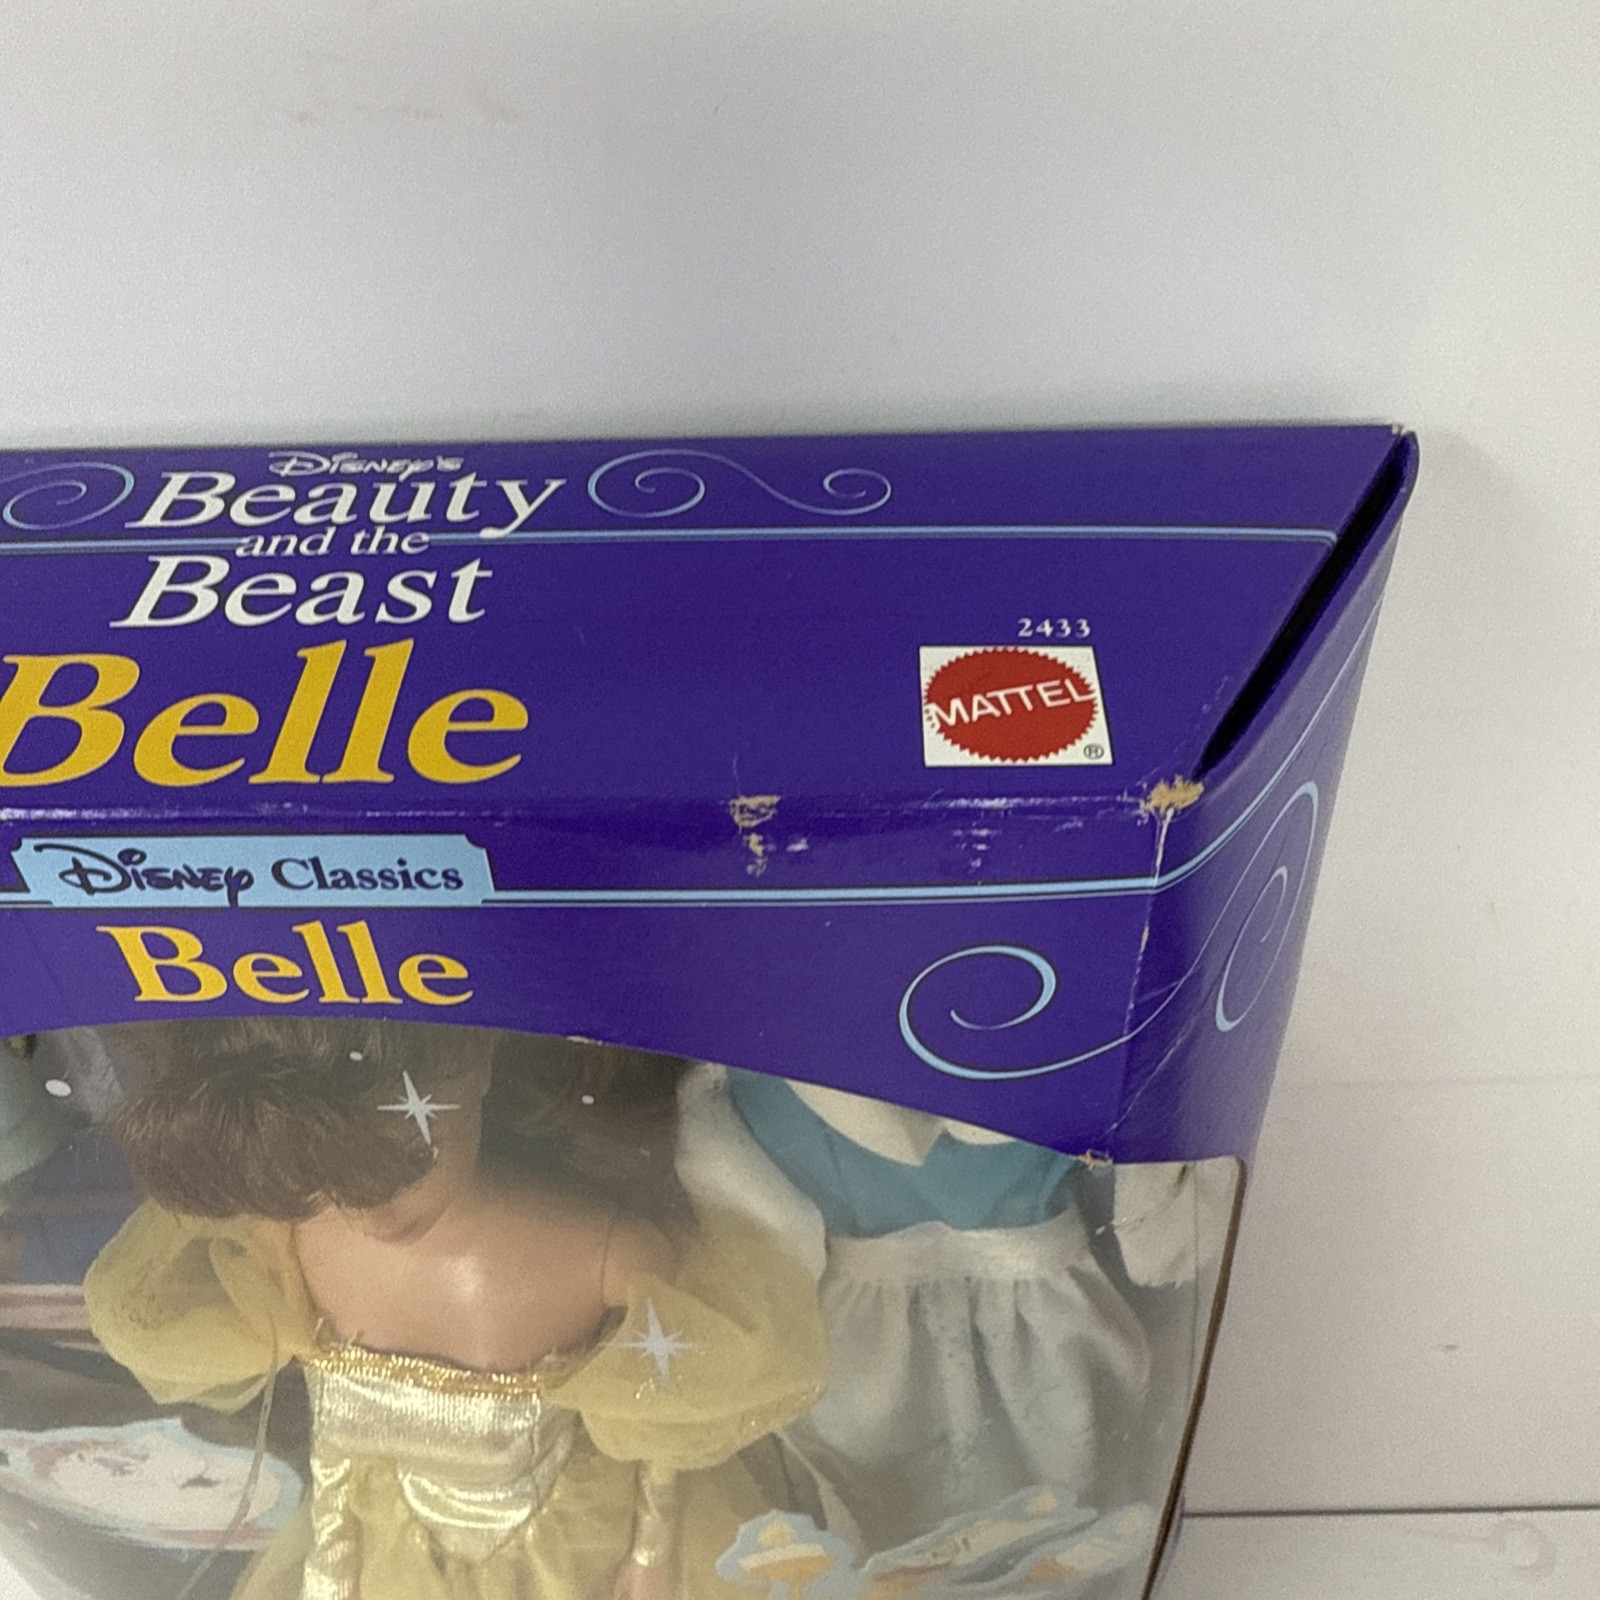 Disney's
Beauty
and the
Beast
Belle
2433
MATTEL
®
Disney Classics
Belle